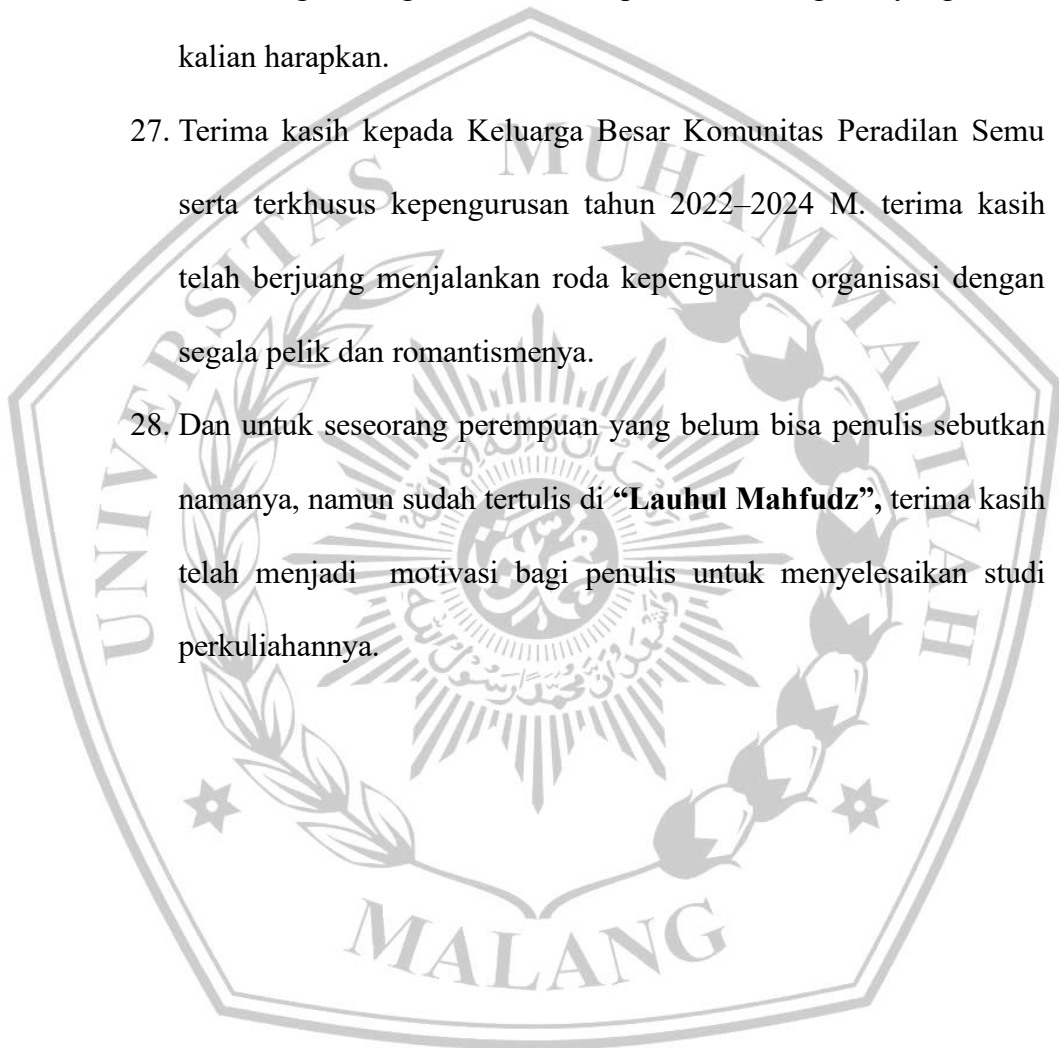 kalian harapkan.
27. Terima kasih kepada Keluarga Besar Komunitas Peradilan Semu
serta terkhusus kepengurusan tahun 2022–2024 M. terima kasih
telah berjuang menjalankan roda kepengurusan organisasi dengan
segala pelik dan romantismenya.
28. Dan untuk seseorang perempuan yang belum bisa penulis sebutkan
namanya, namun sudah tertulis di “Lauhul Mahfudz”, terima kasih
telah menjadi motivasi bagi penulis untuk menyelesaikan studi
perkuliahannya.
UNIVERSITAS MUHAMMADIYAH
MALANG